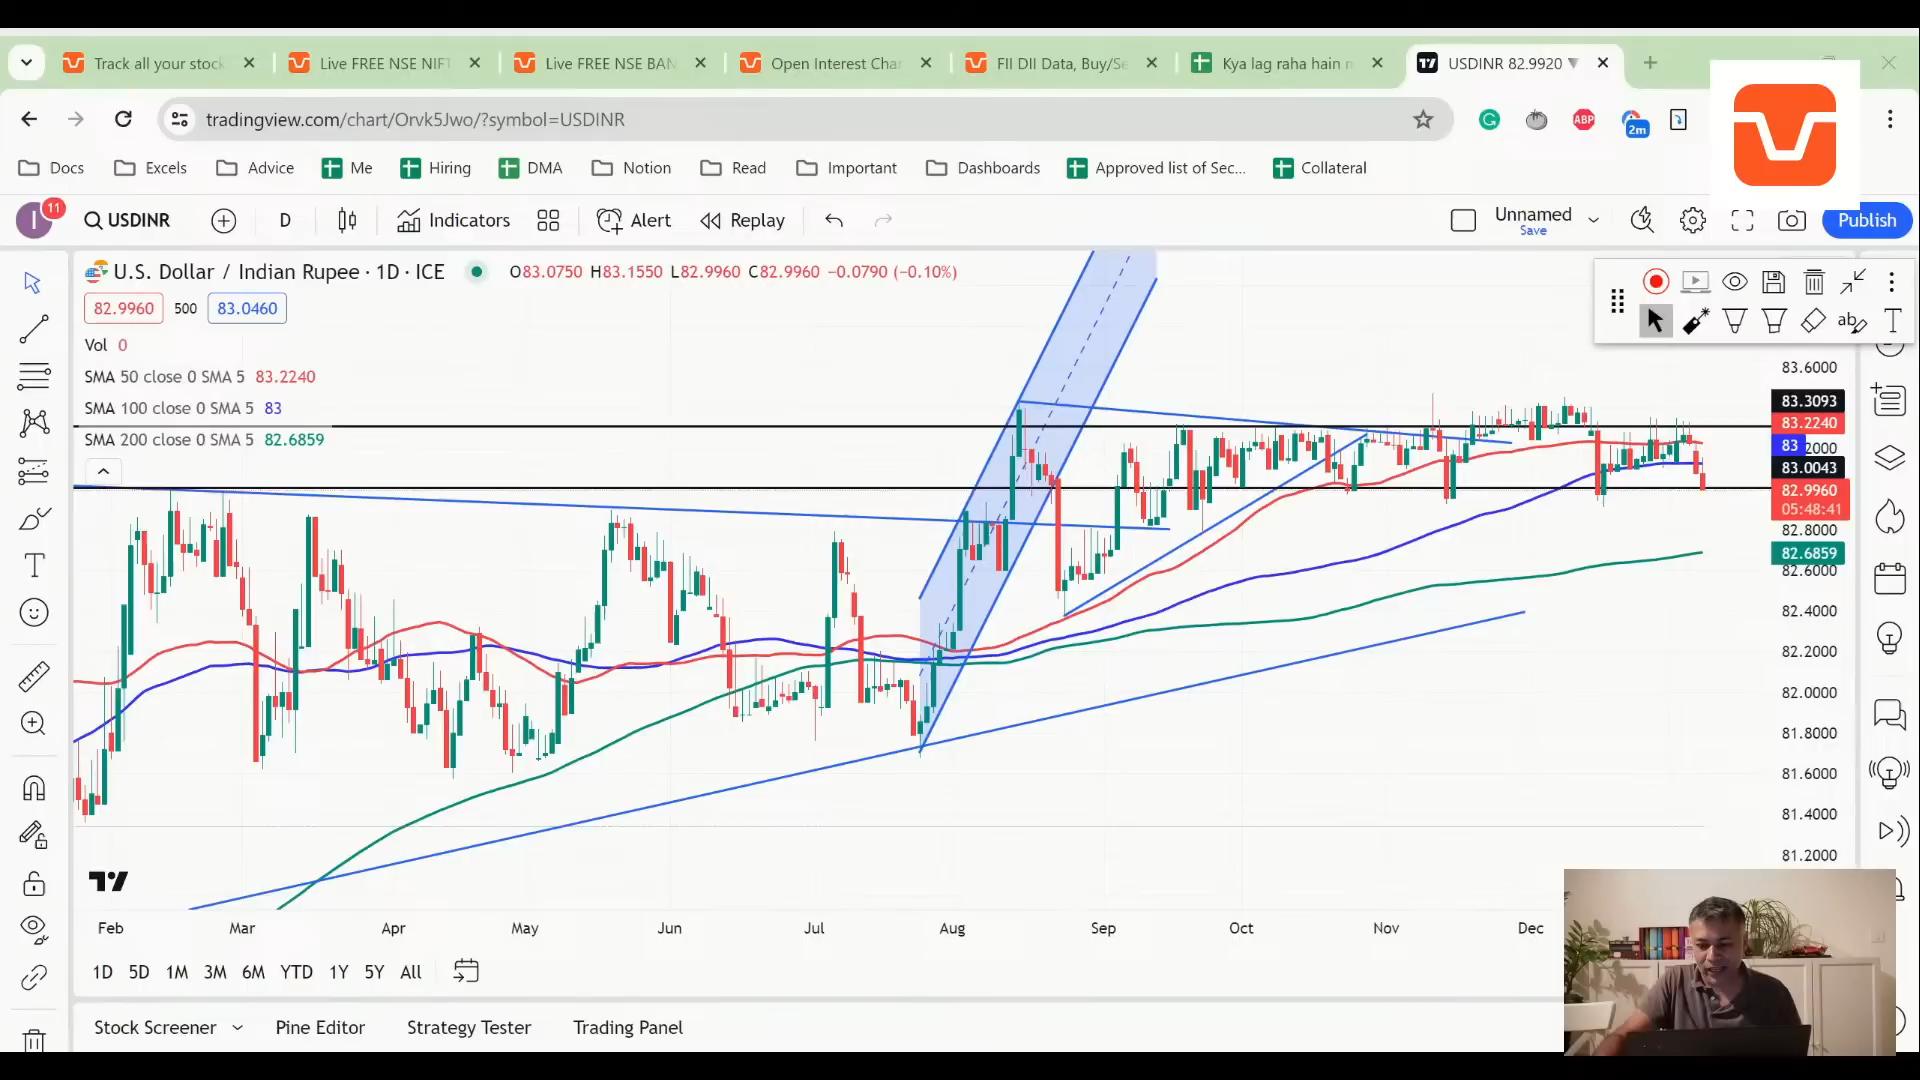 Track all your stock
Live FREE NSE NIFT
Live FREE NSE BAN
Open Interest Char
FII DII Data, Buy/Se
Kya lag raha hain m
USDINR 82.9920 ▼
tradingview.com/chart/Orvk5Jwo/?symbol=USDINR
ABP
2m
Docs
Excels
Advice
Me
Hiring
DMA
Notion
Read
Important
Dashboards
Approved list of Sec...
Collateral
I
11
USDINR
D
Indicators
Alert
Replay
Unnamed
Save
Publish
U.S. Dollar / Indian Rupee · 1D · ICE
O83.0750 H83.1550 L82.9960 C82.9960 −0.0790 (−0.10%)
82.9960
500
83.0460
Vol 0
SMA 50 close 0 SMA 5 83.2240
SMA 100 close 0 SMA 5 83
SMA 200 close 0 SMA 5 82.6859
83.6000
83.3093
83.2240
83
2000
83.0043
82.9960
05:48:41
82.8000
82.6859
82.6000
82.4000
82.2000
82.0000
81.8000
81.6000
81.4000
81.2000
Feb
Mar
Apr
May
Jun
Jul
Aug
Sep
Oct
Nov
Dec
1D
5D
1M
3M
6M
YTD
1Y
5Y
All
Stock Screener
Pine Editor
Strategy Tester
Trading Panel